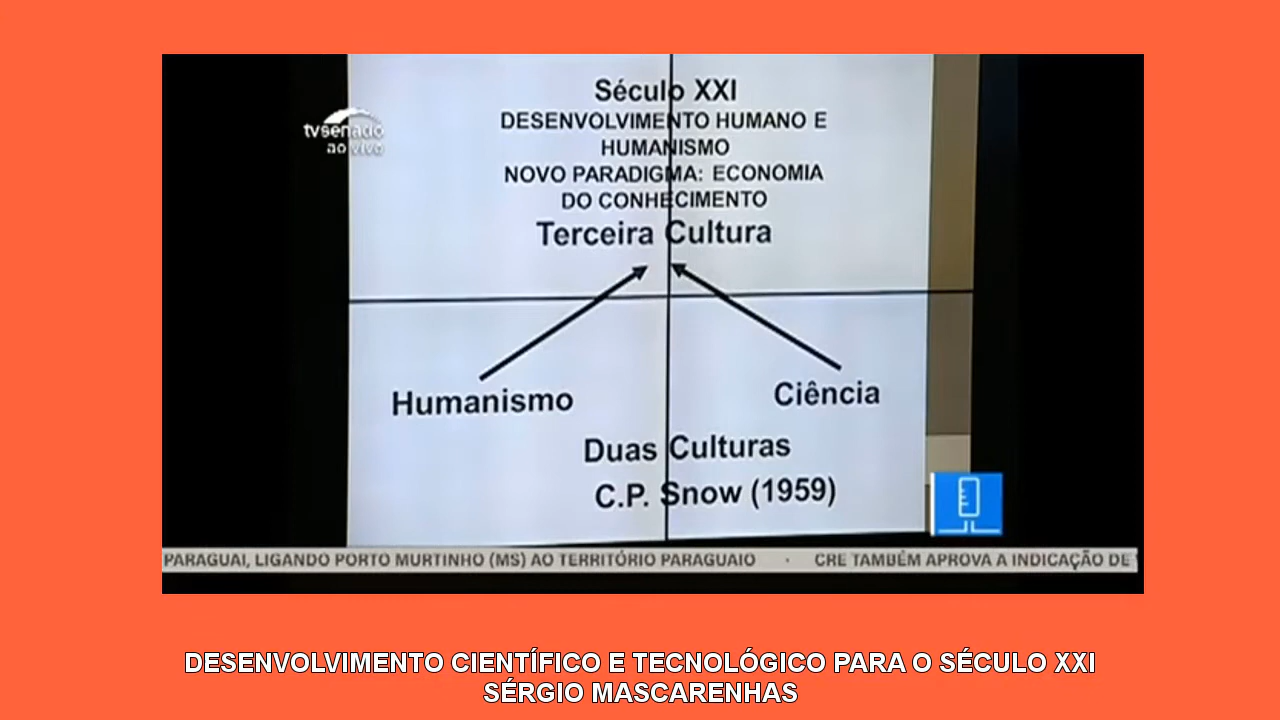 Século XXI
DESENVOLVIMENTO HUMANO E
HUMANISMO
NOVO PARADIGMA: ECONOMIA
DO CONHECIMENTO
Terceira Cultura
tvsenado
ao vivo
Humanismo
Ciência
Duas Culturas
C.P. Snow (1959)
PARAGUAI, LIGANDO PORTO MURTINHO (MS) AO TERRITÓRIO PARAGUAIO · CRE TAMBÉM APROVA A INDICAÇÃO DE
DESENVOLVIMENTO CIENTÍFICO E TECNOLÓGICO PARA O SÉCULO XXI
SÉRGIO MASCARENHAS